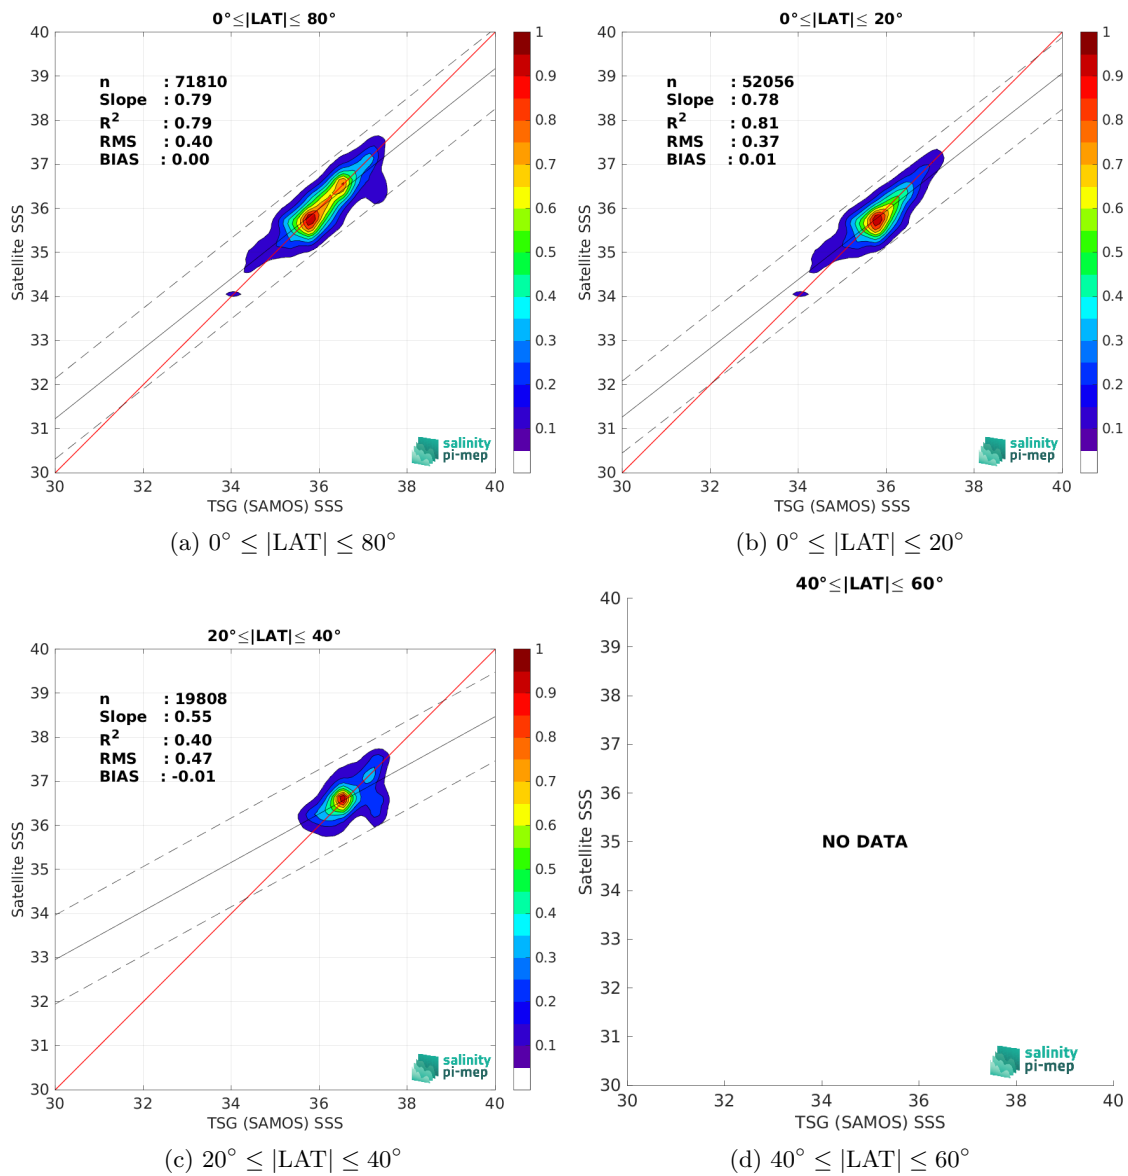 0°≤|LAT|≤ 80°
40
39
38
37
36
35
34
33
32
31
30
Satellite SSS
n : 71810
Slope : 0.79
R² : 0.79
RMS : 0.40
BIAS : 0.00
1
0.9
0.8
0.7
0.6
0.5
0.4
0.3
0.2
0.1
salinity
pi-mep
30 32 34 36 38 40
TSG (SAMOS) SSS
(a) 0° ≤ |LAT| ≤ 80°
0°≤|LAT|≤ 20°
40
39
38
37
36
35
34
33
32
31
30
Satellite SSS
n : 52056
Slope : 0.78
R² : 0.81
RMS : 0.37
BIAS : 0.01
1
0.9
0.8
0.7
0.6
0.5
0.4
0.3
0.2
0.1
salinity
pi-mep
30 32 34 36 38 40
TSG (SAMOS) SSS
(b) 0° ≤ |LAT| ≤ 20°
20°≤|LAT|≤ 40°
40
39
38
37
36
35
34
33
32
31
30
Satellite SSS
n : 19808
Slope : 0.55
R² : 0.40
RMS : 0.47
BIAS : -0.01
1
0.9
0.8
0.7
0.6
0.5
0.4
0.3
0.2
0.1
salinity
pi-mep
30 32 34 36 38 40
TSG (SAMOS) SSS
(c) 20° ≤ |LAT| ≤ 40°
40°≤|LAT|≤ 60°
40
39
38
37
36
35
34
33
32
31
30
Satellite SSS
NO DATA
salinity
pi-mep
30 32 34 36 38 40
TSG (SAMOS) SSS
(d) 40° ≤ |LAT| ≤ 60°